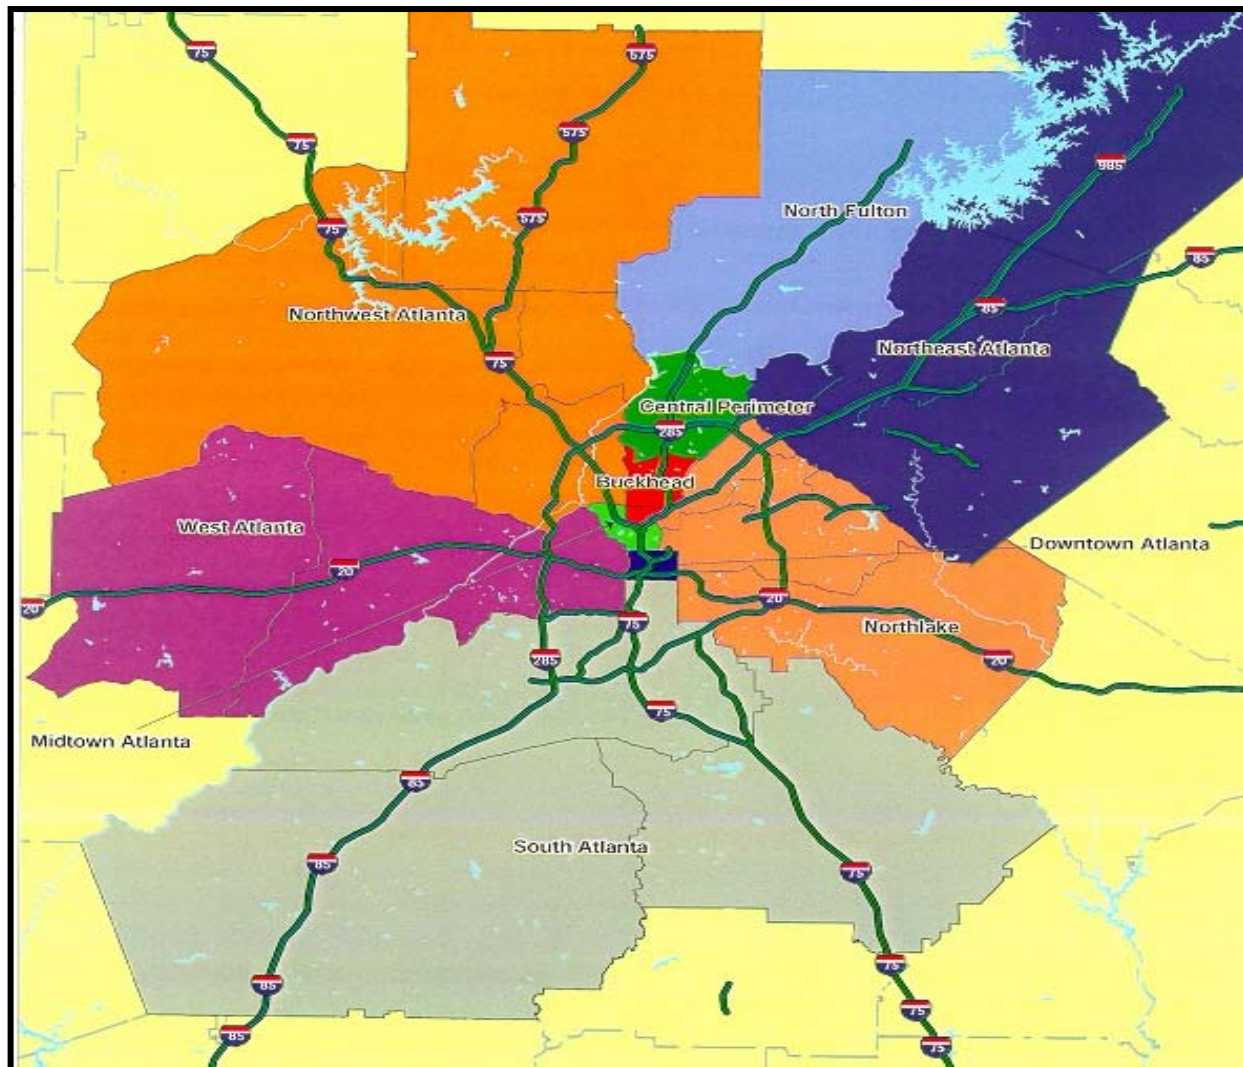 75
575
75
575
985
North Fulton
575
75
85
Northwest Atlanta
85
Northeast Atlanta
75
Central Perimeter
285
Buckhead
West Atlanta
Downtown Atlanta
20
20
20
75
Northlake
285
20
75
Midtown Atlanta
85
South Atlanta
85
75
75
85
75
85
75